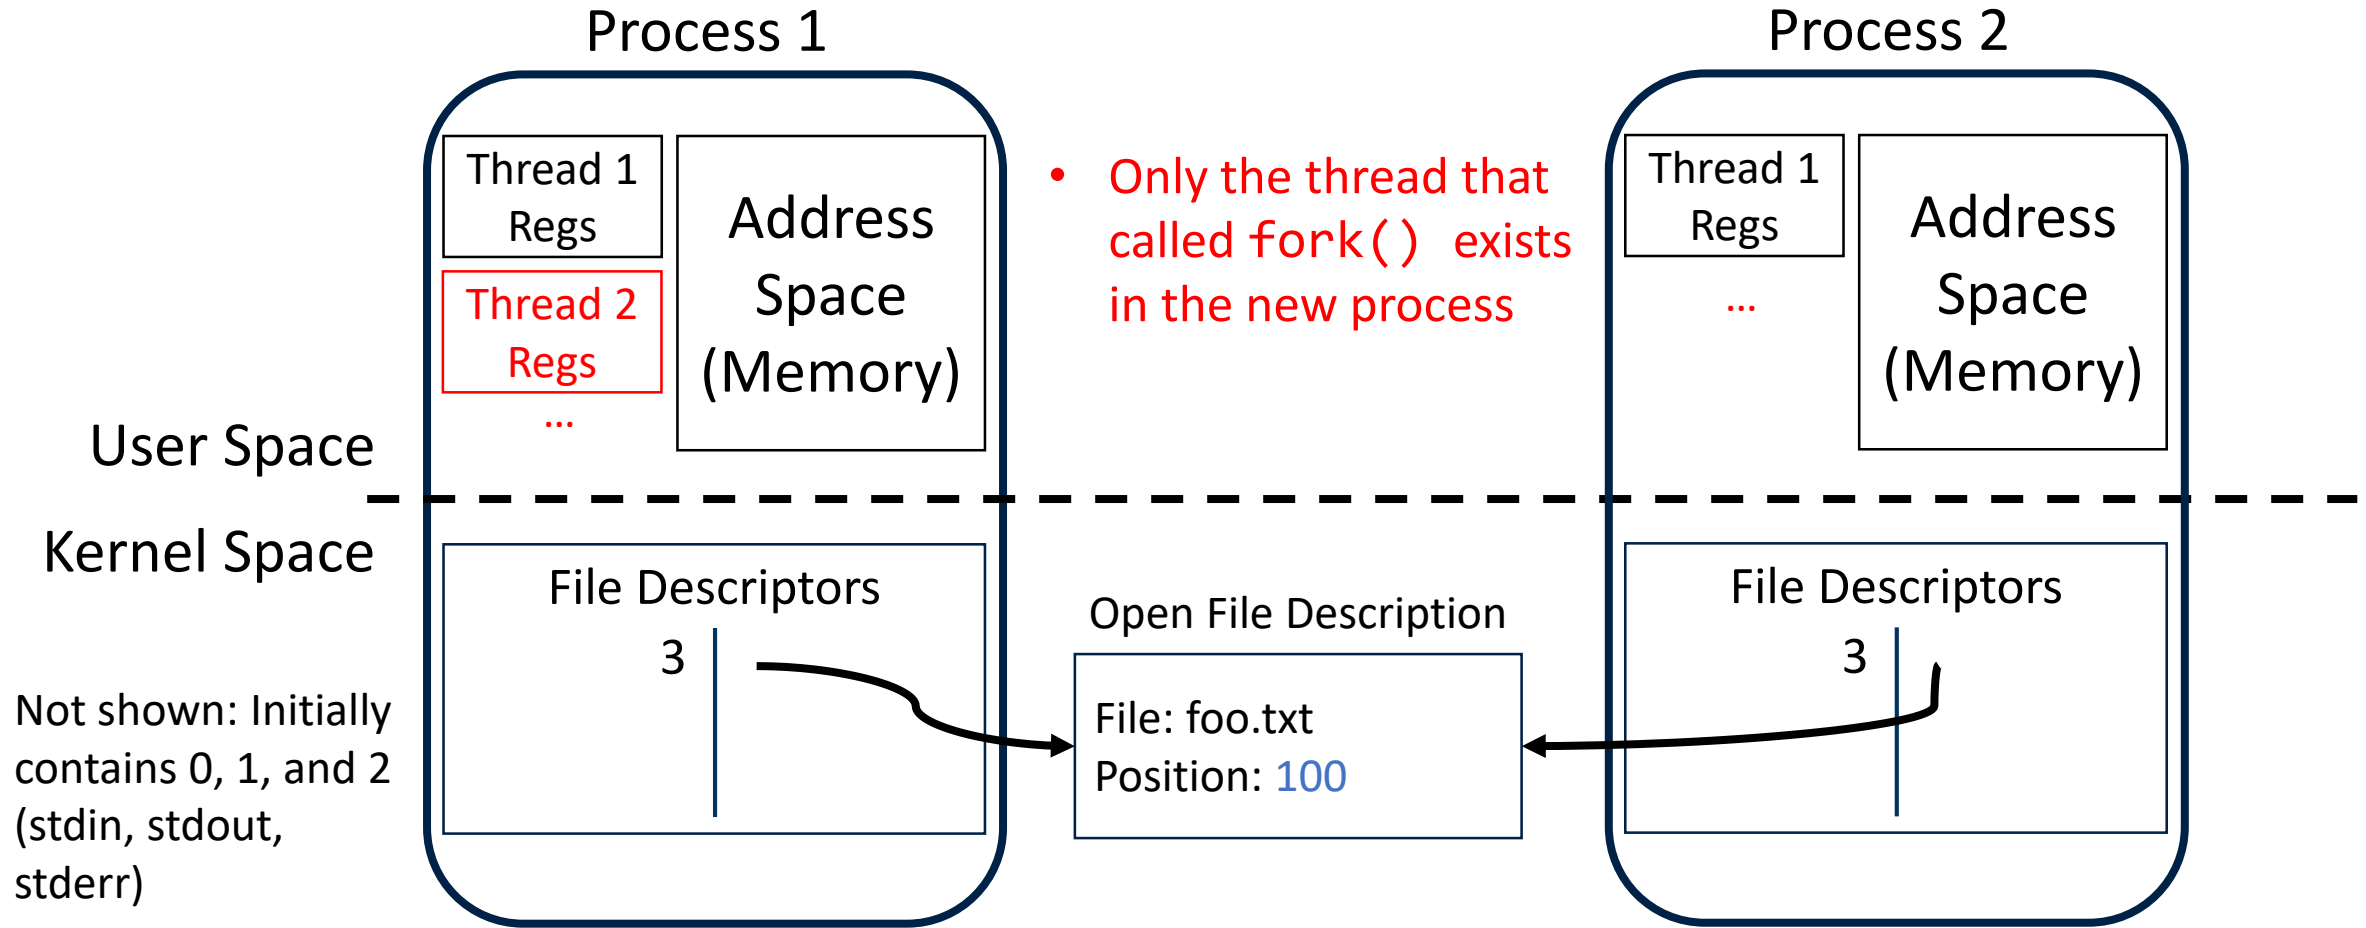 Process 1
Thread 1
Regs
Thread 2
Regs
...
Address
Space
(Memory)
• Only the thread that
called fork() exists
in the new process
Process 2
Thread 1
Regs
...
Address
Space
(Memory)
User Space
Kernel Space
Not shown: Initially
contains 0, 1, and 2
(stdin, stdout,
stderr)
File Descriptors
3
Open File Description
File: foo.txt
Position: 100
File Descriptors
3